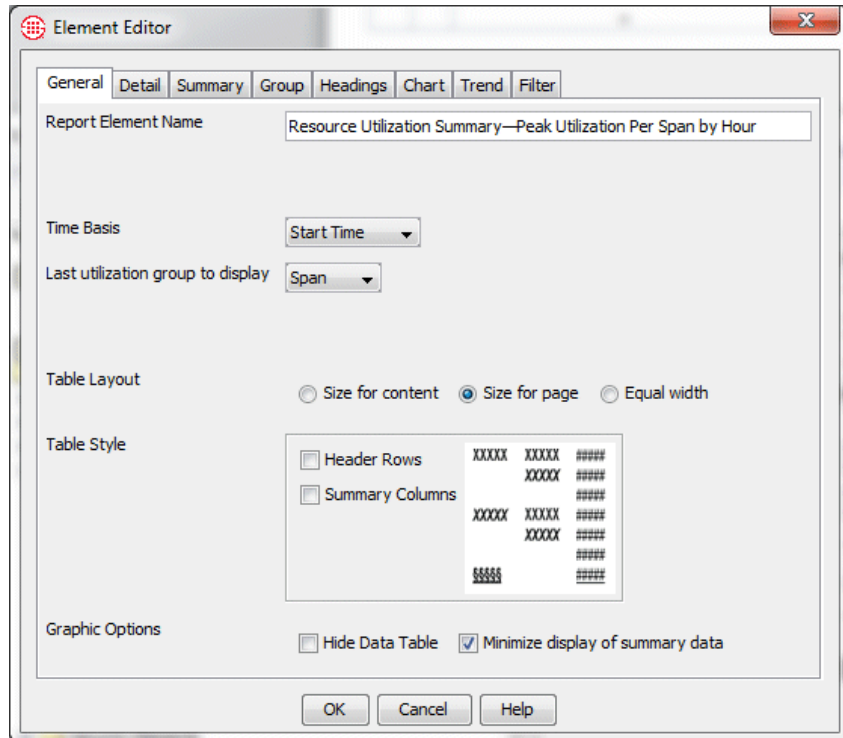 Element Editor
General Detail Summary Group Headings Chart Trend Filter
Report Element Name Resource Utilization Summary—Peak Utilization Per Span by Hour
Time Basis Start Time
Last utilization group to display Span
Table Layout Size for content Size for page Equal width
Table Style
Header Rows
Summary Columns
XXXXX XXXXX #####
XXXXX #####
#####
XXXXX XXXXX #####
XXXXX #####
#####
§§§§§ #####
Graphic Options Hide Data Table Minimize display of summary data
OK Cancel Help